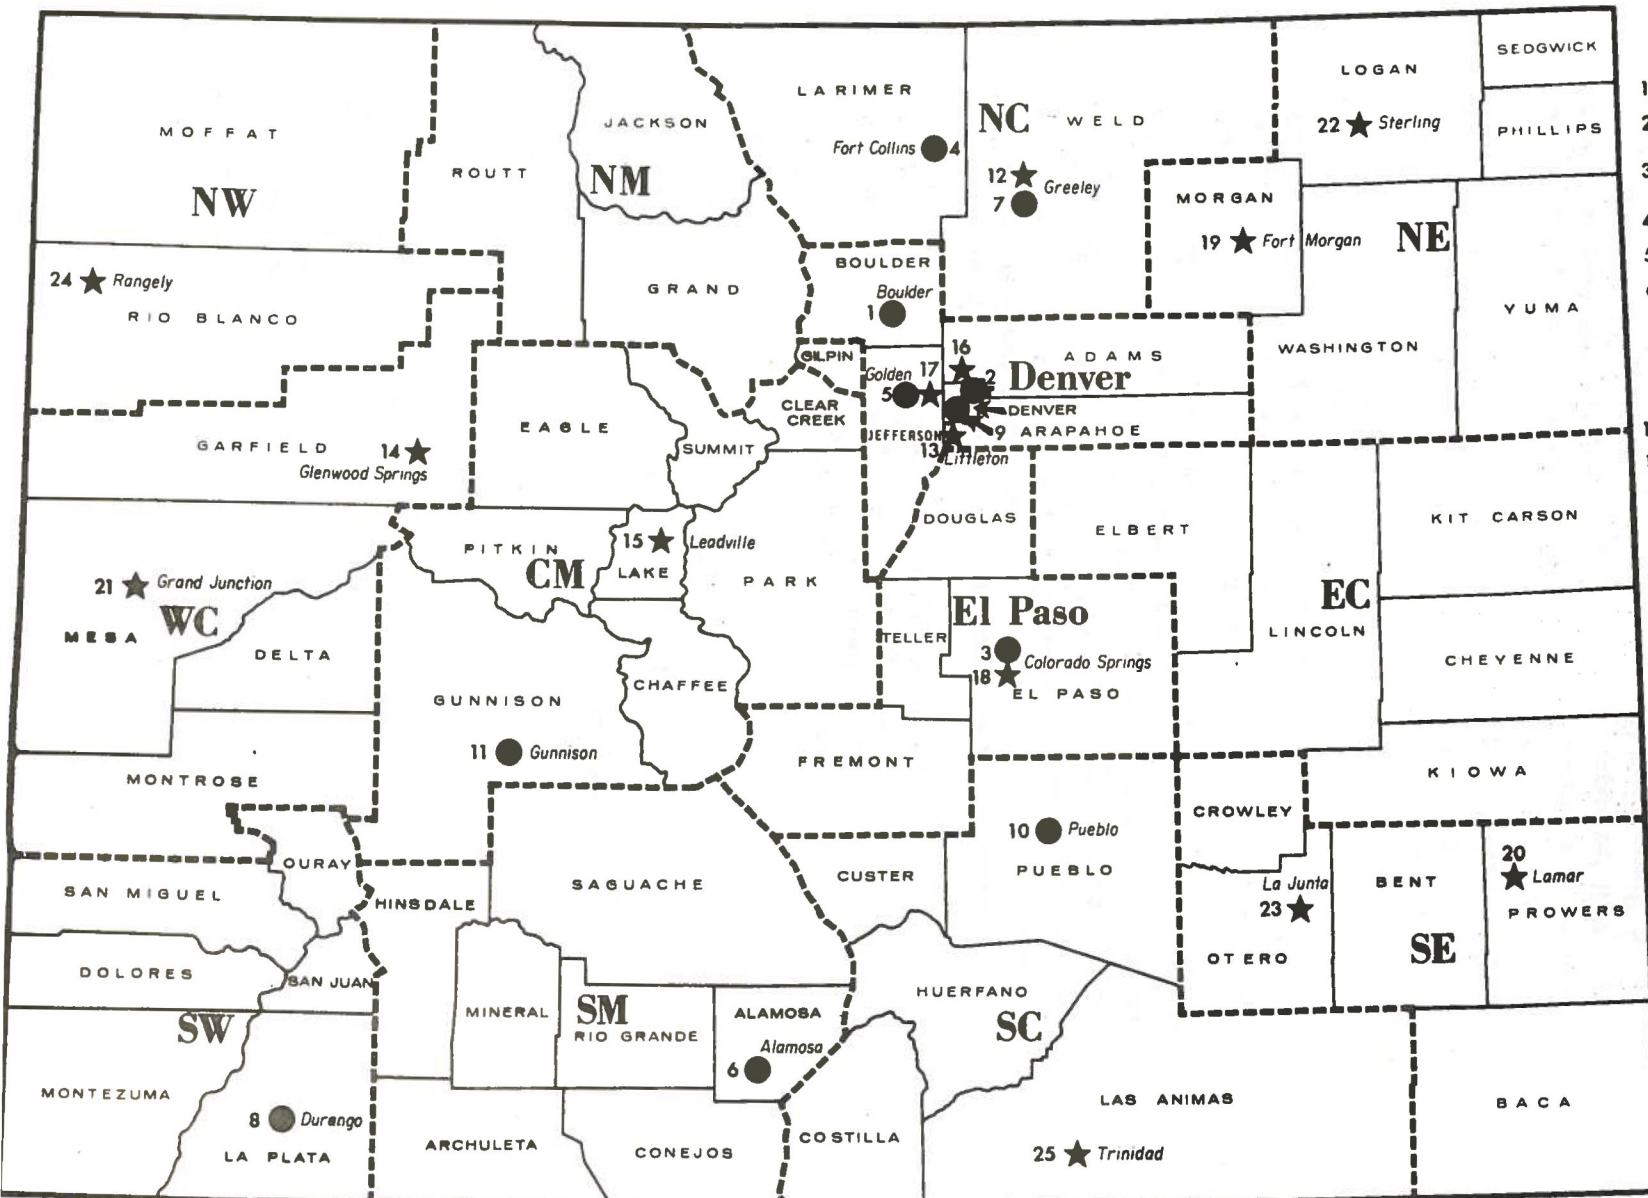 SEDGWICK
LOGAN
LARIMER
JACKSON
NC WELD
MOFFAT
22 Sterling
PHILLIPS
Fort Collins 4
ROUTT
NM
12
Greeley
7
NW
MORGAN
19 Fort Morgan
NE
BOULDER
24 Rangely
GRAND
Boulder
1
RIO BLANCO
YUMA
16
ADAMS
WASHINGTON
GILPIN
Golden 17
5
2
Denver
CLEAR
CREEK
DENVER
EAGLE
JEFFERSON
9 ARAPAHOE
GARFIELD
14
Glenwood Springs
SUMMIT
13
Littleton
DOUGLAS
ELBERT
KIT CARSON
PITKIN
15 Leadville
CM
LAKE
PARK
21 Grand Junction
WC
MESA
EC
LINCOLN
El Paso
TELLER
DELTA
3
Colorado Springs
18
EL PASO
CHEYENNE
GUNNISON
CHAFFEE
11 Gunnison
FREMONT
MONTROSE
KIOWA
CROWLEY
10 Pueblo
PUEBLO
OURAY
SAN MIGUEL
HINSDALE
SAGUACHE
CUSTER
La Junta
23
BENT
20
Lamar
PROWERS
OTERO
SE
DOLORES
SAN JUAN
SW
MINERAL
SM
RIO GRANDE
ALAMOSA
Alamosa
6
HUERFANO
SC
MONTEZUMA
8 Durango
LA PLATA
ARCHULETA
CONEJOS
COSTILLA
LAS ANIMAS
25 Trinidad
BACA